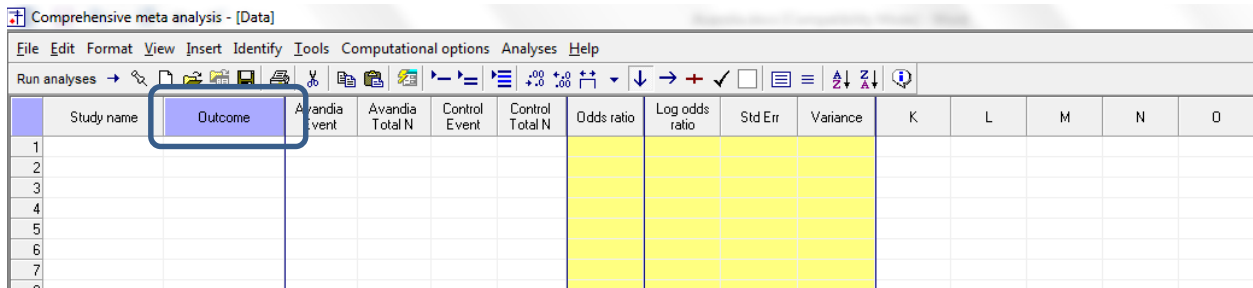 Comprehensive meta analysis - [Data]
File Edit Format View Insert Identify Tools Computational options Analyses Help
Run analyses
Study name Outcome Avandia Event Avandia Total N Control Event Control Total N Odds ratio Log odds ratio Std Err Variance K L M N O
1
2
3
4
5
6
7